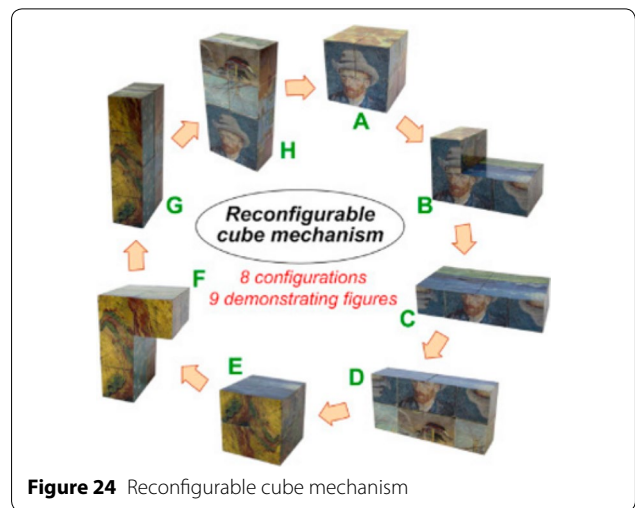 A
H
B
G
Reconfigurable
cube mechanism
F
8 configurations
9 demonstrating figures
C
E
D
Figure 24 Reconfigurable cube mechanism